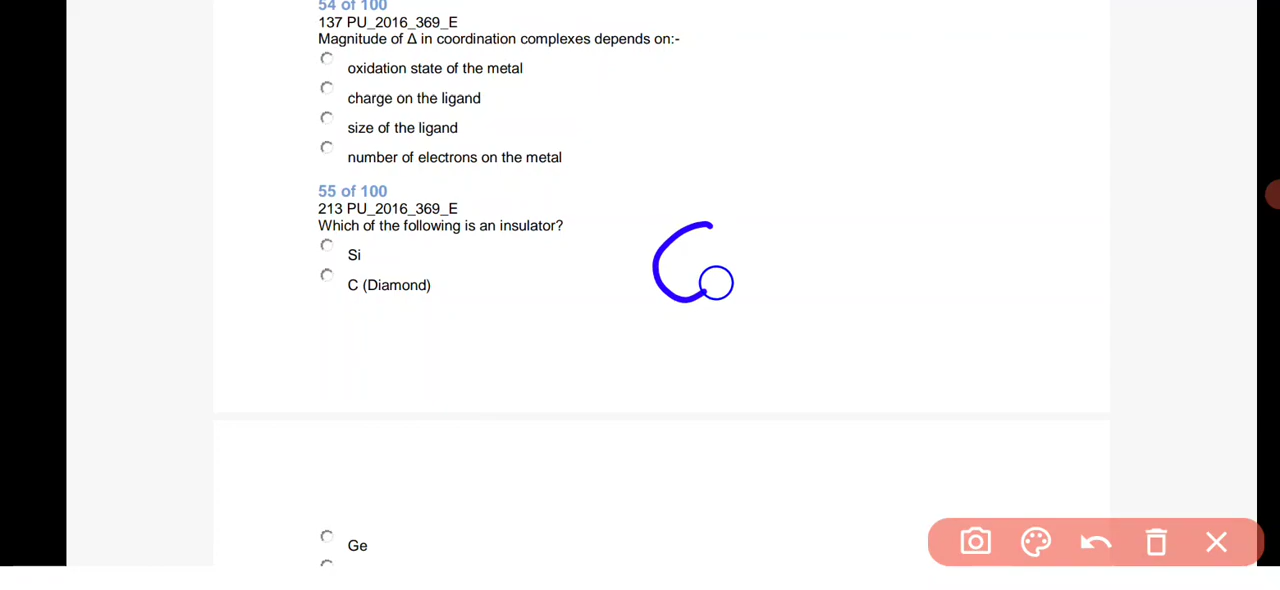 54 of 100
137 PU_2016_369_E
Magnitude of Δ in coordination complexes depends on:-
oxidation state of the metal
charge on the ligand
size of the ligand
number of electrons on the metal
55 of 100
213 PU_2016_369_E
Which of the following is an insulator?
Si
C (Diamond)
Ge